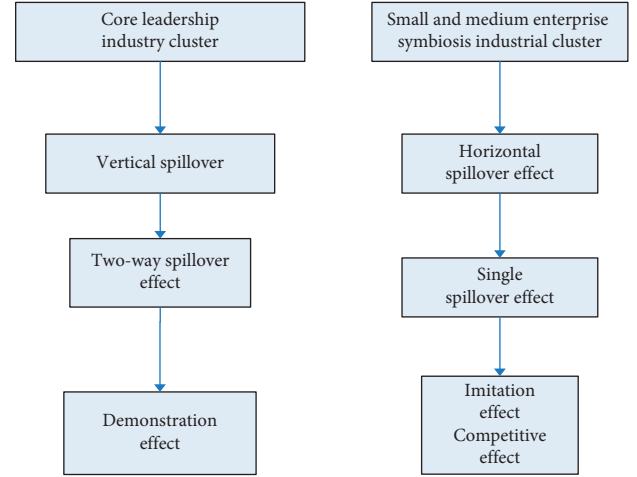 Core leadership
industry cluster
Vertical spillover
Two-way spillover
effect
Demonstration
effect
Small and medium enterprise
symbiosis industrial cluster
Horizontal
spillover effect
Single
spillover effect
Imitation
effect
Competitive
effect